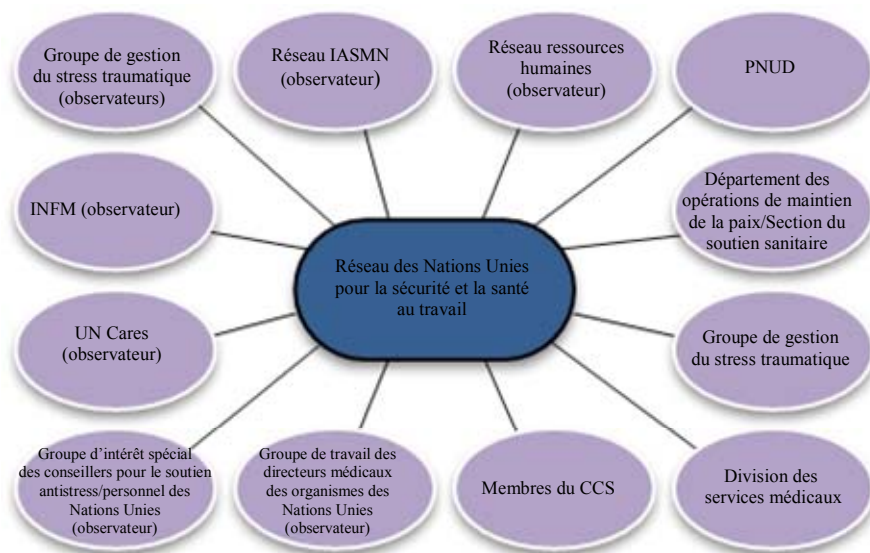 Groupe de gestion
du stress traumatique
(observateurs)
Réseau IASMN
(observateur)
Réseau ressources
humaines
(observateur)
PNUD
INFM (observateur)
Département des
opérations de maintien
de la paix/Section du
soutien sanitaire
Réseau des Nations Unies
pour la sécurité et la santé
au travail
UN Cares
(observateur)
Groupe de gestion
du stress traumatique
Groupe d’intérêt spécial
des conseillers pour le soutien
antistress/personnel des
Nations Unies
(observateur)
Groupe de travail des
directeurs médicaux
des organismes des
Nations Unies
(observateur)
Membres du CCS
Division des
services médicaux